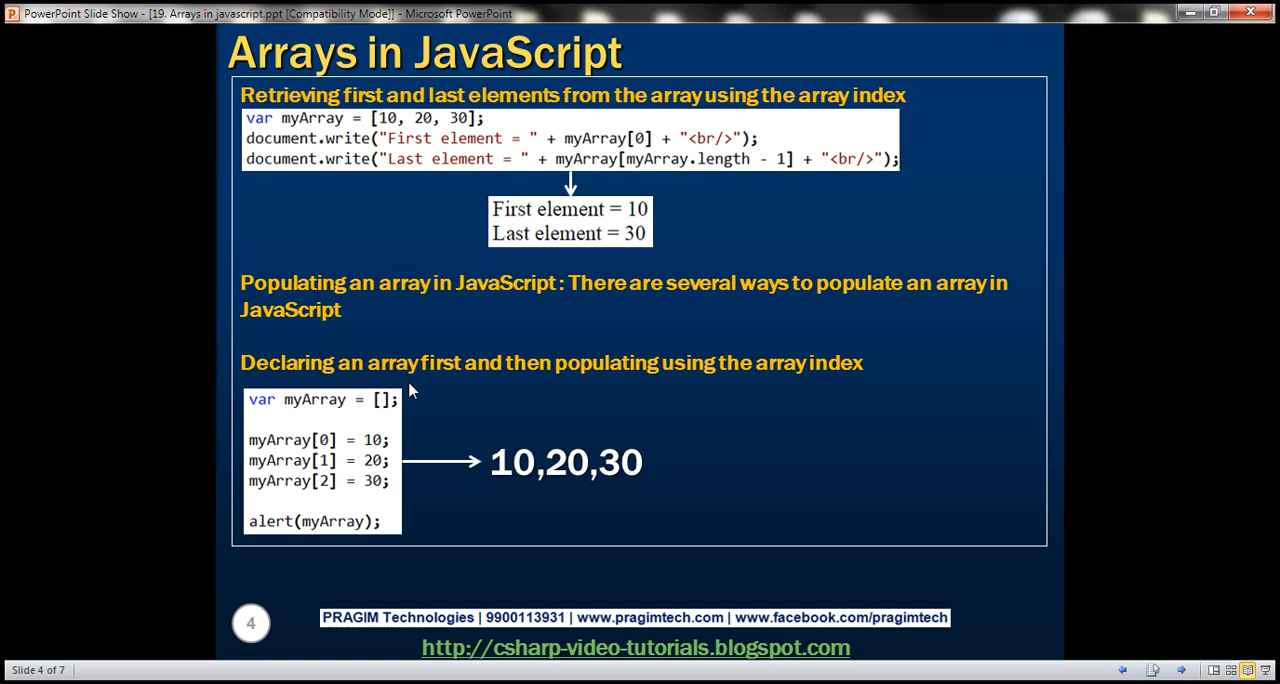 PowerPoint Slide Show - [19. Arrays in javascript.ppt [Compatibility Mode]] - Microsoft PowerPoint
Arrays in JavaScript
Retrieving first and last elements from the array using the array index
var myArray = [10, 20, 30];
document.write("First element = " + myArray[0] + "<br/>");
document.write("Last element = " + myArray[myArray.length - 1] + "<br/>");
First element = 10
Last element = 30
Populating an array in JavaScript : There are several ways to populate an array in
JavaScript
Declaring an array first and then populating using the array index
var myArray = [];
myArray[0] = 10;
myArray[1] = 20;
myArray[2] = 30;
alert(myArray);
10,20,30
4
PRAGIM Technologies | 9900113931 | www.pragimtech.com | www.facebook.com/pragimtech
http://csharp-video-tutorials.blogspot.com
Slide 4 of 7